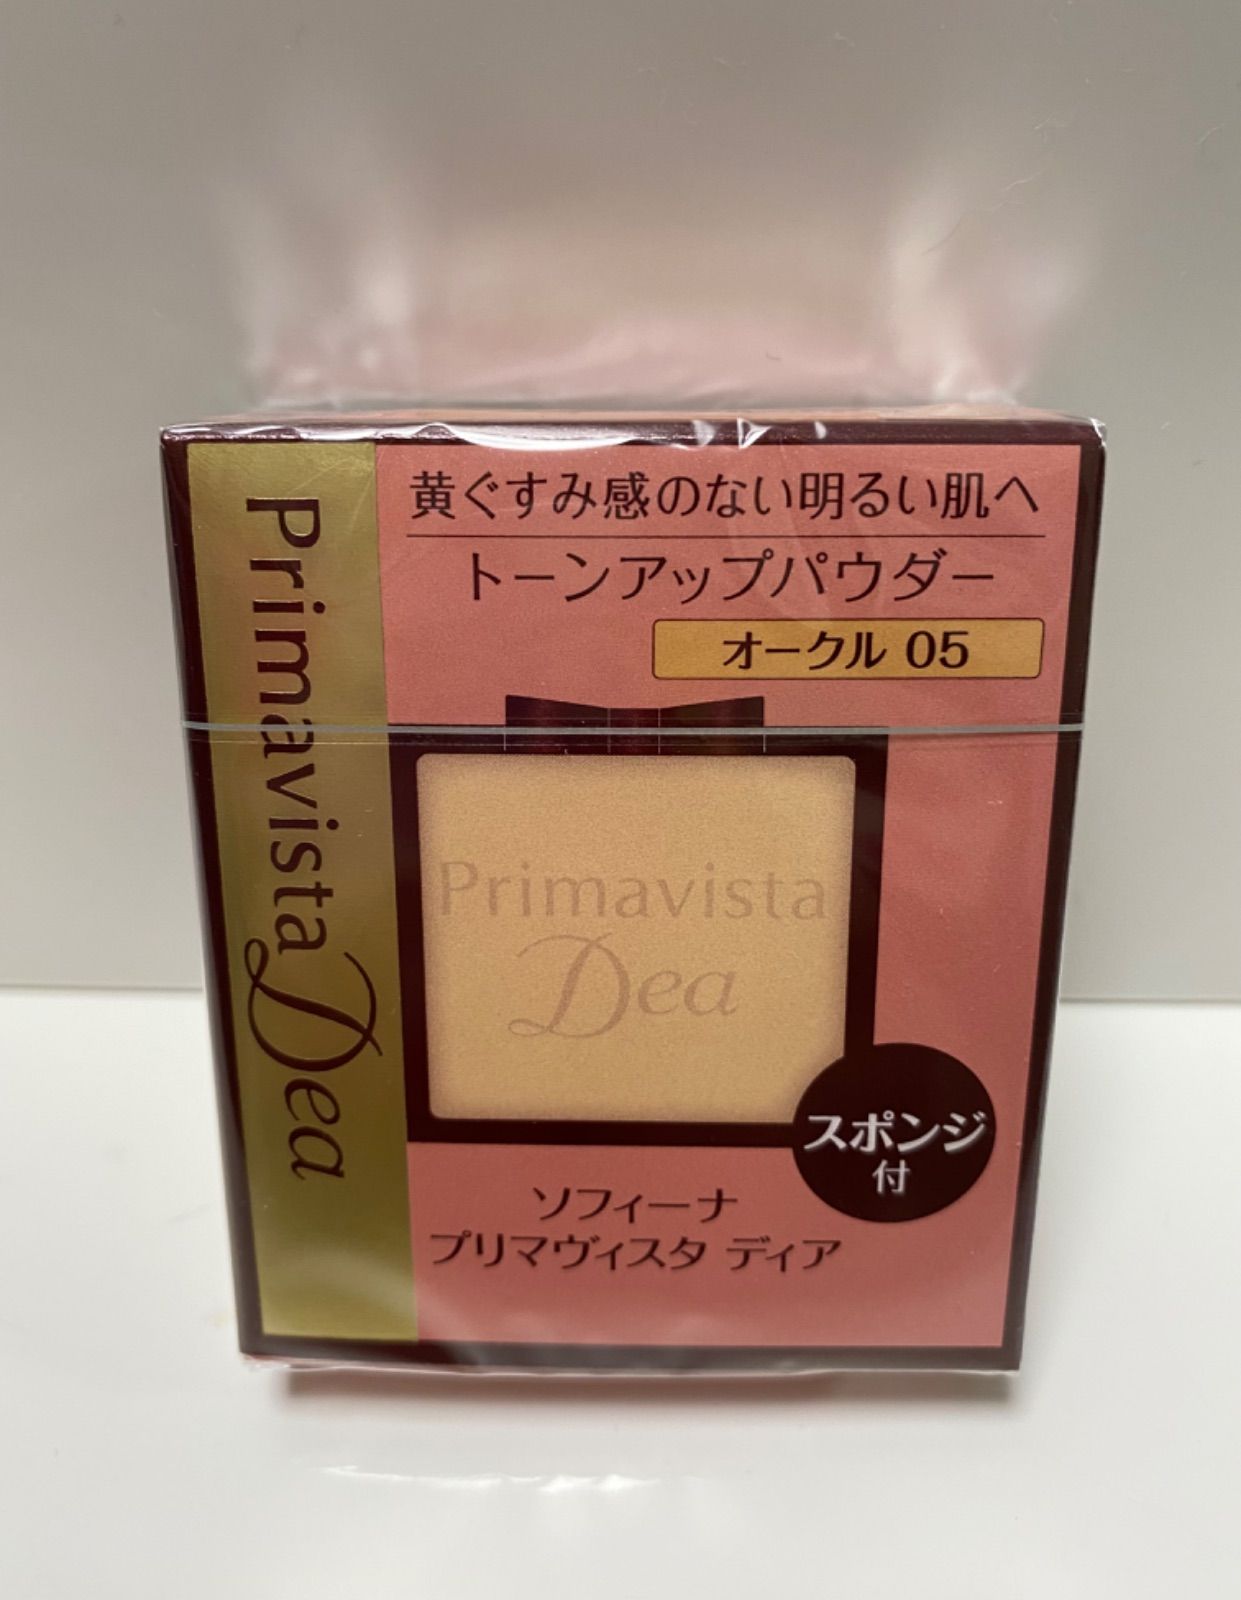 黄ぐすみ感のない明るい肌へ
トーンアップパウダー
オークル 05
Primavista Dea
Primavista
Dea
スポンジ
付
ソフィーナ
プリマヴィスタ ディア